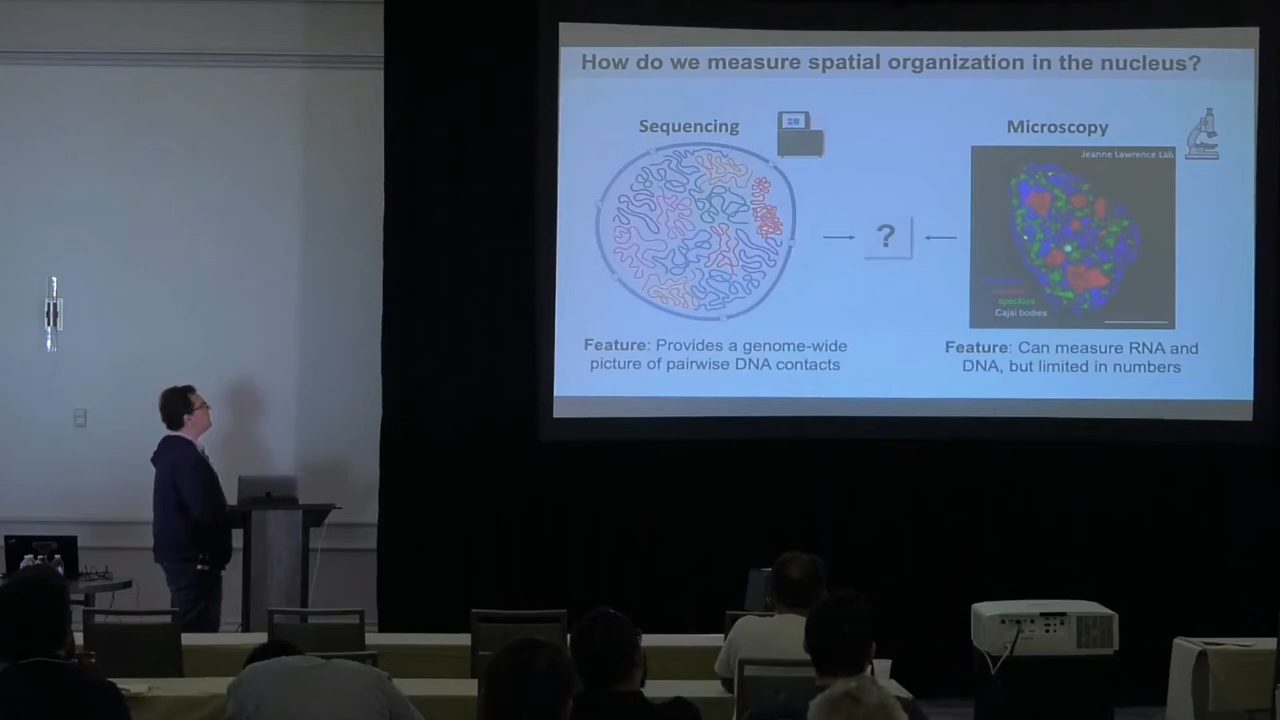 How do we measure spatial organization in the nucleus?
Sequencing
Microscopy
Jeanne Lawrence Lab
?
speckles
Cajal bodies
Feature: Provides a genome-wide
picture of pairwise DNA contacts
Feature: Can measure RNA and
DNA, but limited in numbers